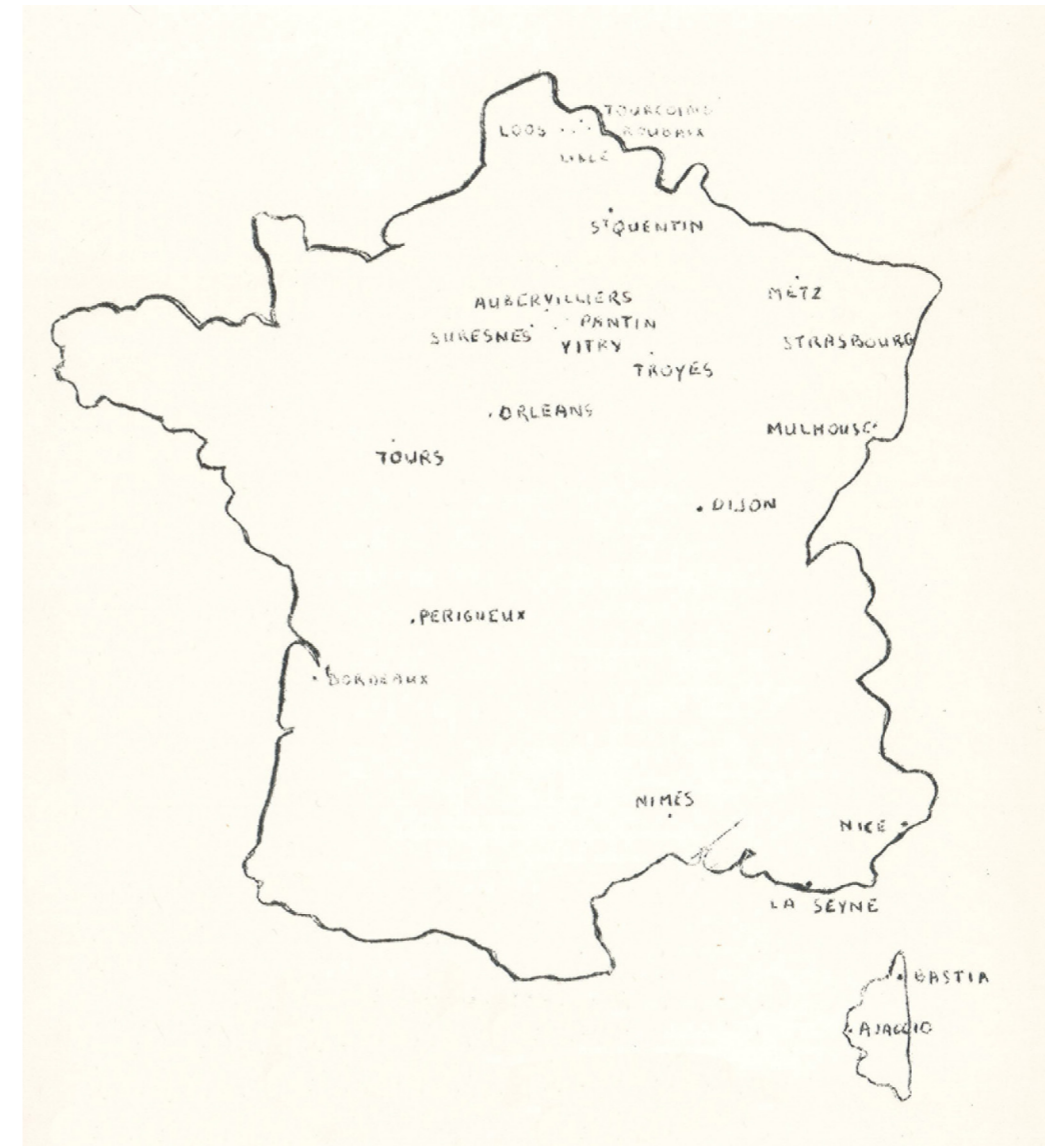 TOURCOING
LOOS
ROUBAIX
LILLE
ST QUENTIN
METZ
AUBERVILLIERS
PANTIN
SURESNES
VITRY
STRASBOURG
TROYES
ORLEANS
MULHOUSE
TOURS
DIJON
PERIGUEUX
BORDEAUX
NIMES
NICE
LA SEYNE
BASTIA
AJACCIO